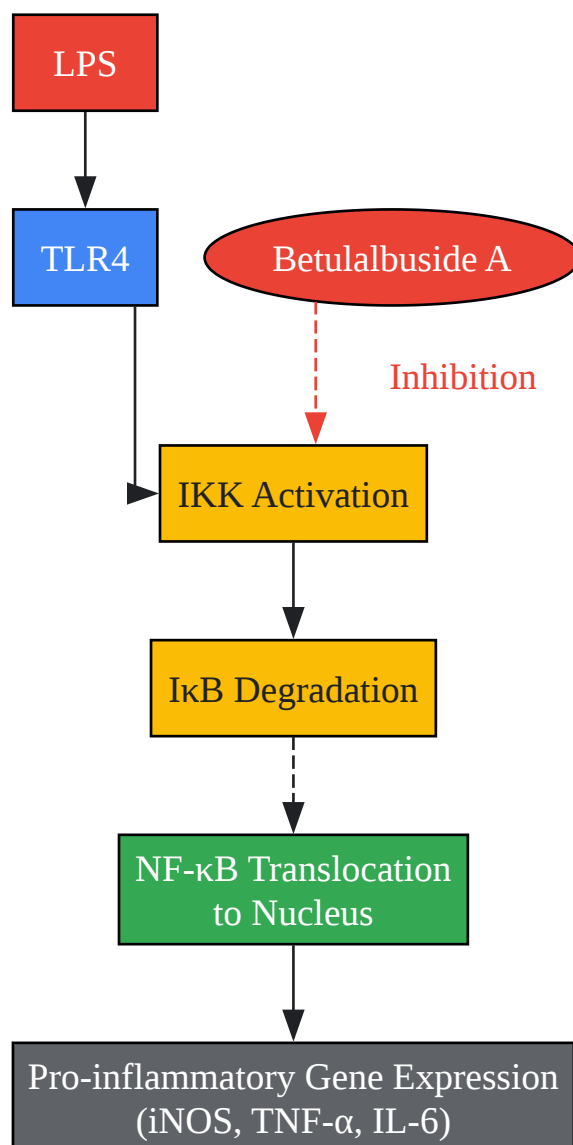 LPS
TLR4
Betulalbuside A
Inhibition
IKK Activation
IκB Degradation
NF-κB Translocation
to Nucleus
Pro-inflammatory Gene Expression
(iNOS, TNF-α, IL-6)